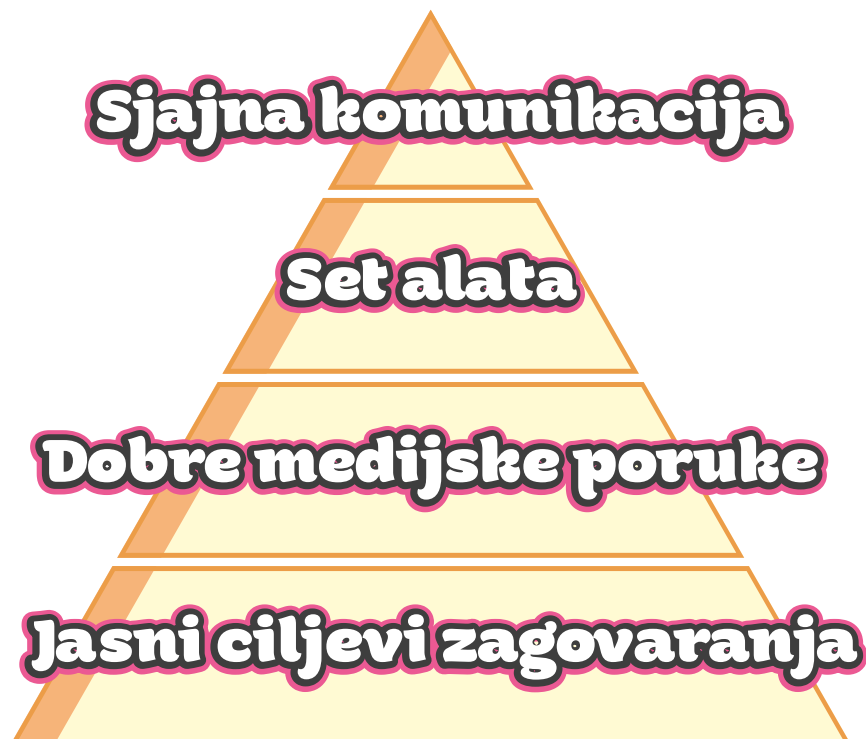 Sjajna komunikacija
Set alata
Dobre medijske poruke
Jasni ciljevi zagovaranja